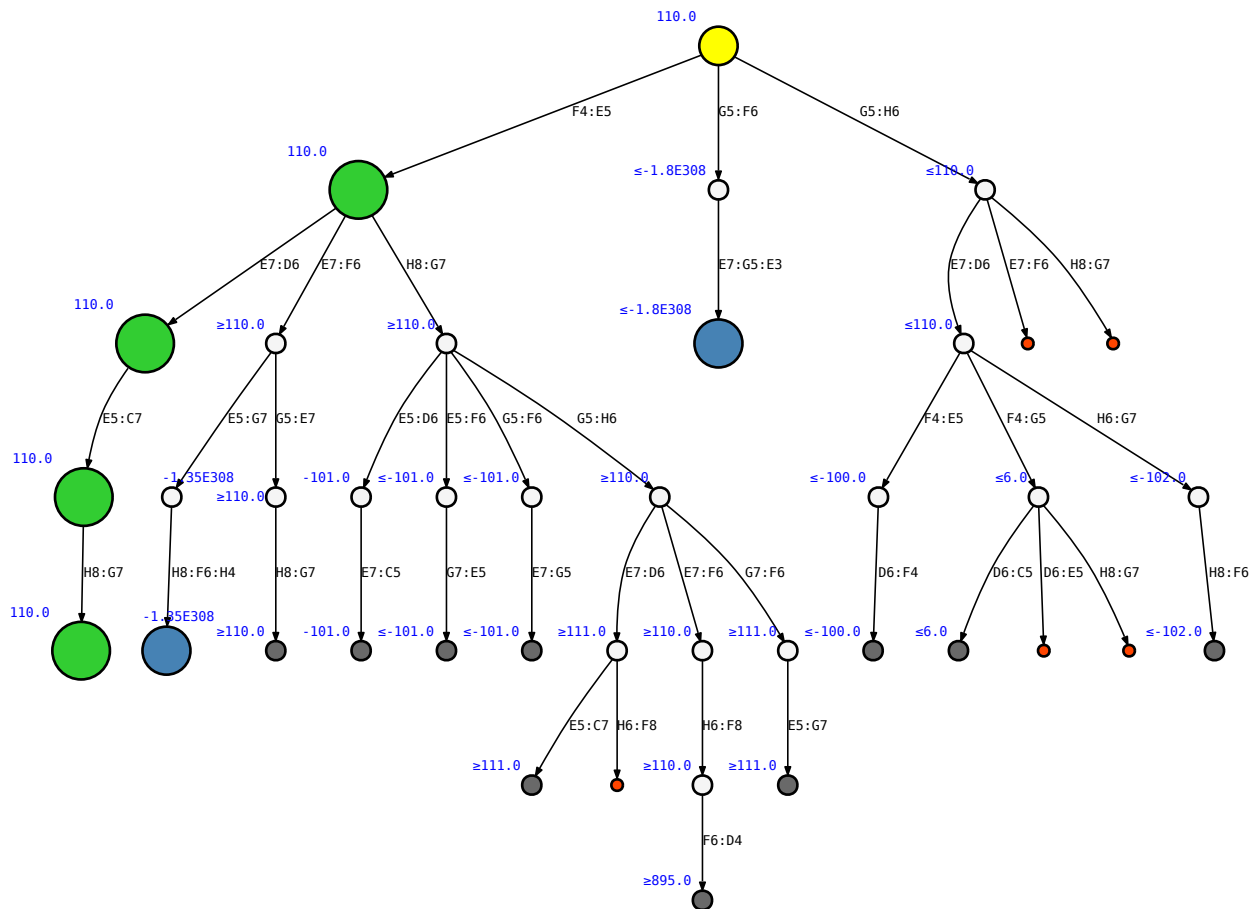 110.0
F4:E5
G5:F6
G5:H6
110.0
≤-1.8E308
≤110.0
E7:D6
E7:F6
H8:G7
E7:G5:E3
E7:D6
E7:F6
H8:G7
110.0
≥110.0
≥110.0
≤-1.8E308
≤110.0
E5:C7
E5:G7
G5:E7
E5:D6
E5:F6
G5:F6
G5:H6
F4:E5
F4:G5
H6:G7
110.0
-1.35E308
≥110.0
-101.0
≤-101.0
≤-101.0
≥110.0
≤-100.0
≤6.0
≤-102.0
H8:G7
H8:F6:H4
H8:G7
E7:C5
G7:E5
E7:G5
E7:D6
E7:F6
G7:F6
D6:F4
D6:C5
D6:E5
H8:G7
H8:F6
110.0
-1.35E308
≥110.0
-101.0
≤-101.0
≤-101.0
≥111.0
≥110.0
≥111.0
≤-100.0
≤6.0
≤-102.0
E5:C7
H6:F8
H6:F8
E5:G7
≥111.0
≥110.0
≥111.0
F6:D4
≥895.0